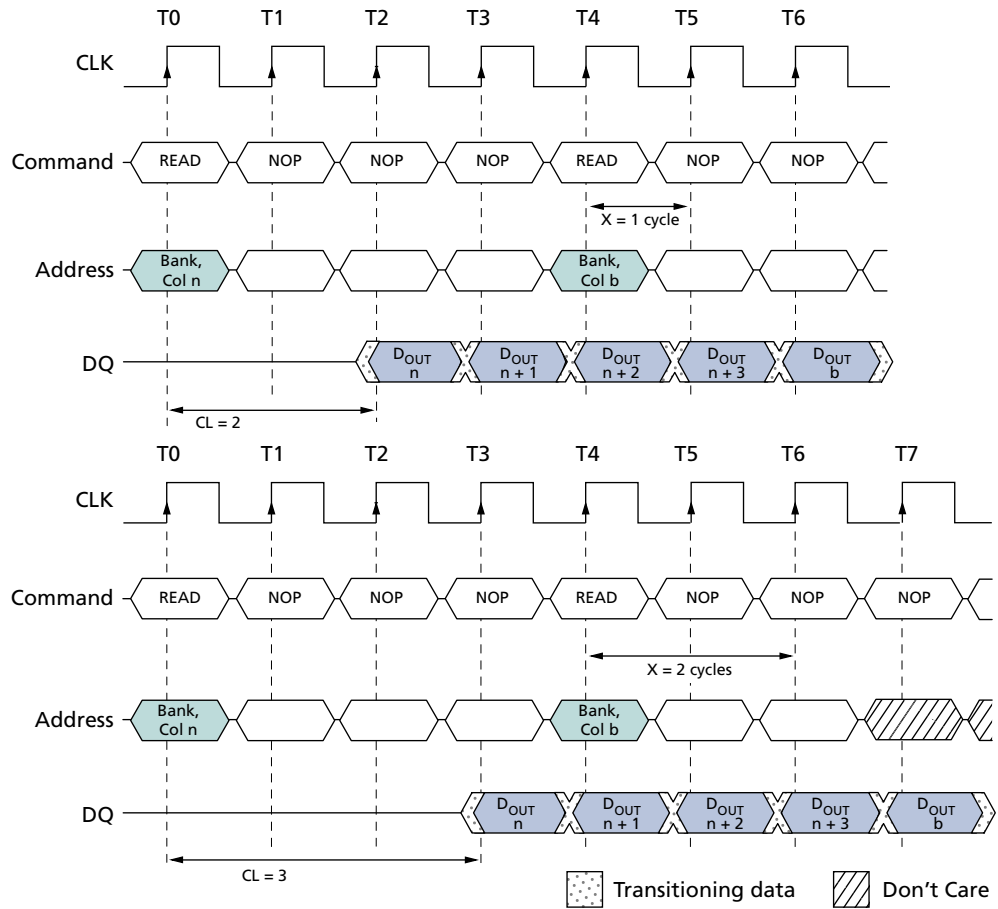 T0 T1 T2 T3 T4 T5 T6
CLK
Command READ NOP NOP NOP READ NOP NOP
X = 1 cycle
Address Bank, Col n Bank, Col b
DQ DOUT n DOUT n + 1 DOUT n + 2 DOUT n + 3 DOUT b
CL = 2
T0 T1 T2 T3 T4 T5 T6 T7
CLK
Command READ NOP NOP NOP READ NOP NOP NOP
X = 2 cycles
Address Bank, Col n Bank, Col b
DQ DOUT n DOUT n + 1 DOUT n + 2 DOUT n + 3 DOUT b
CL = 3
Transitioning data Don't Care